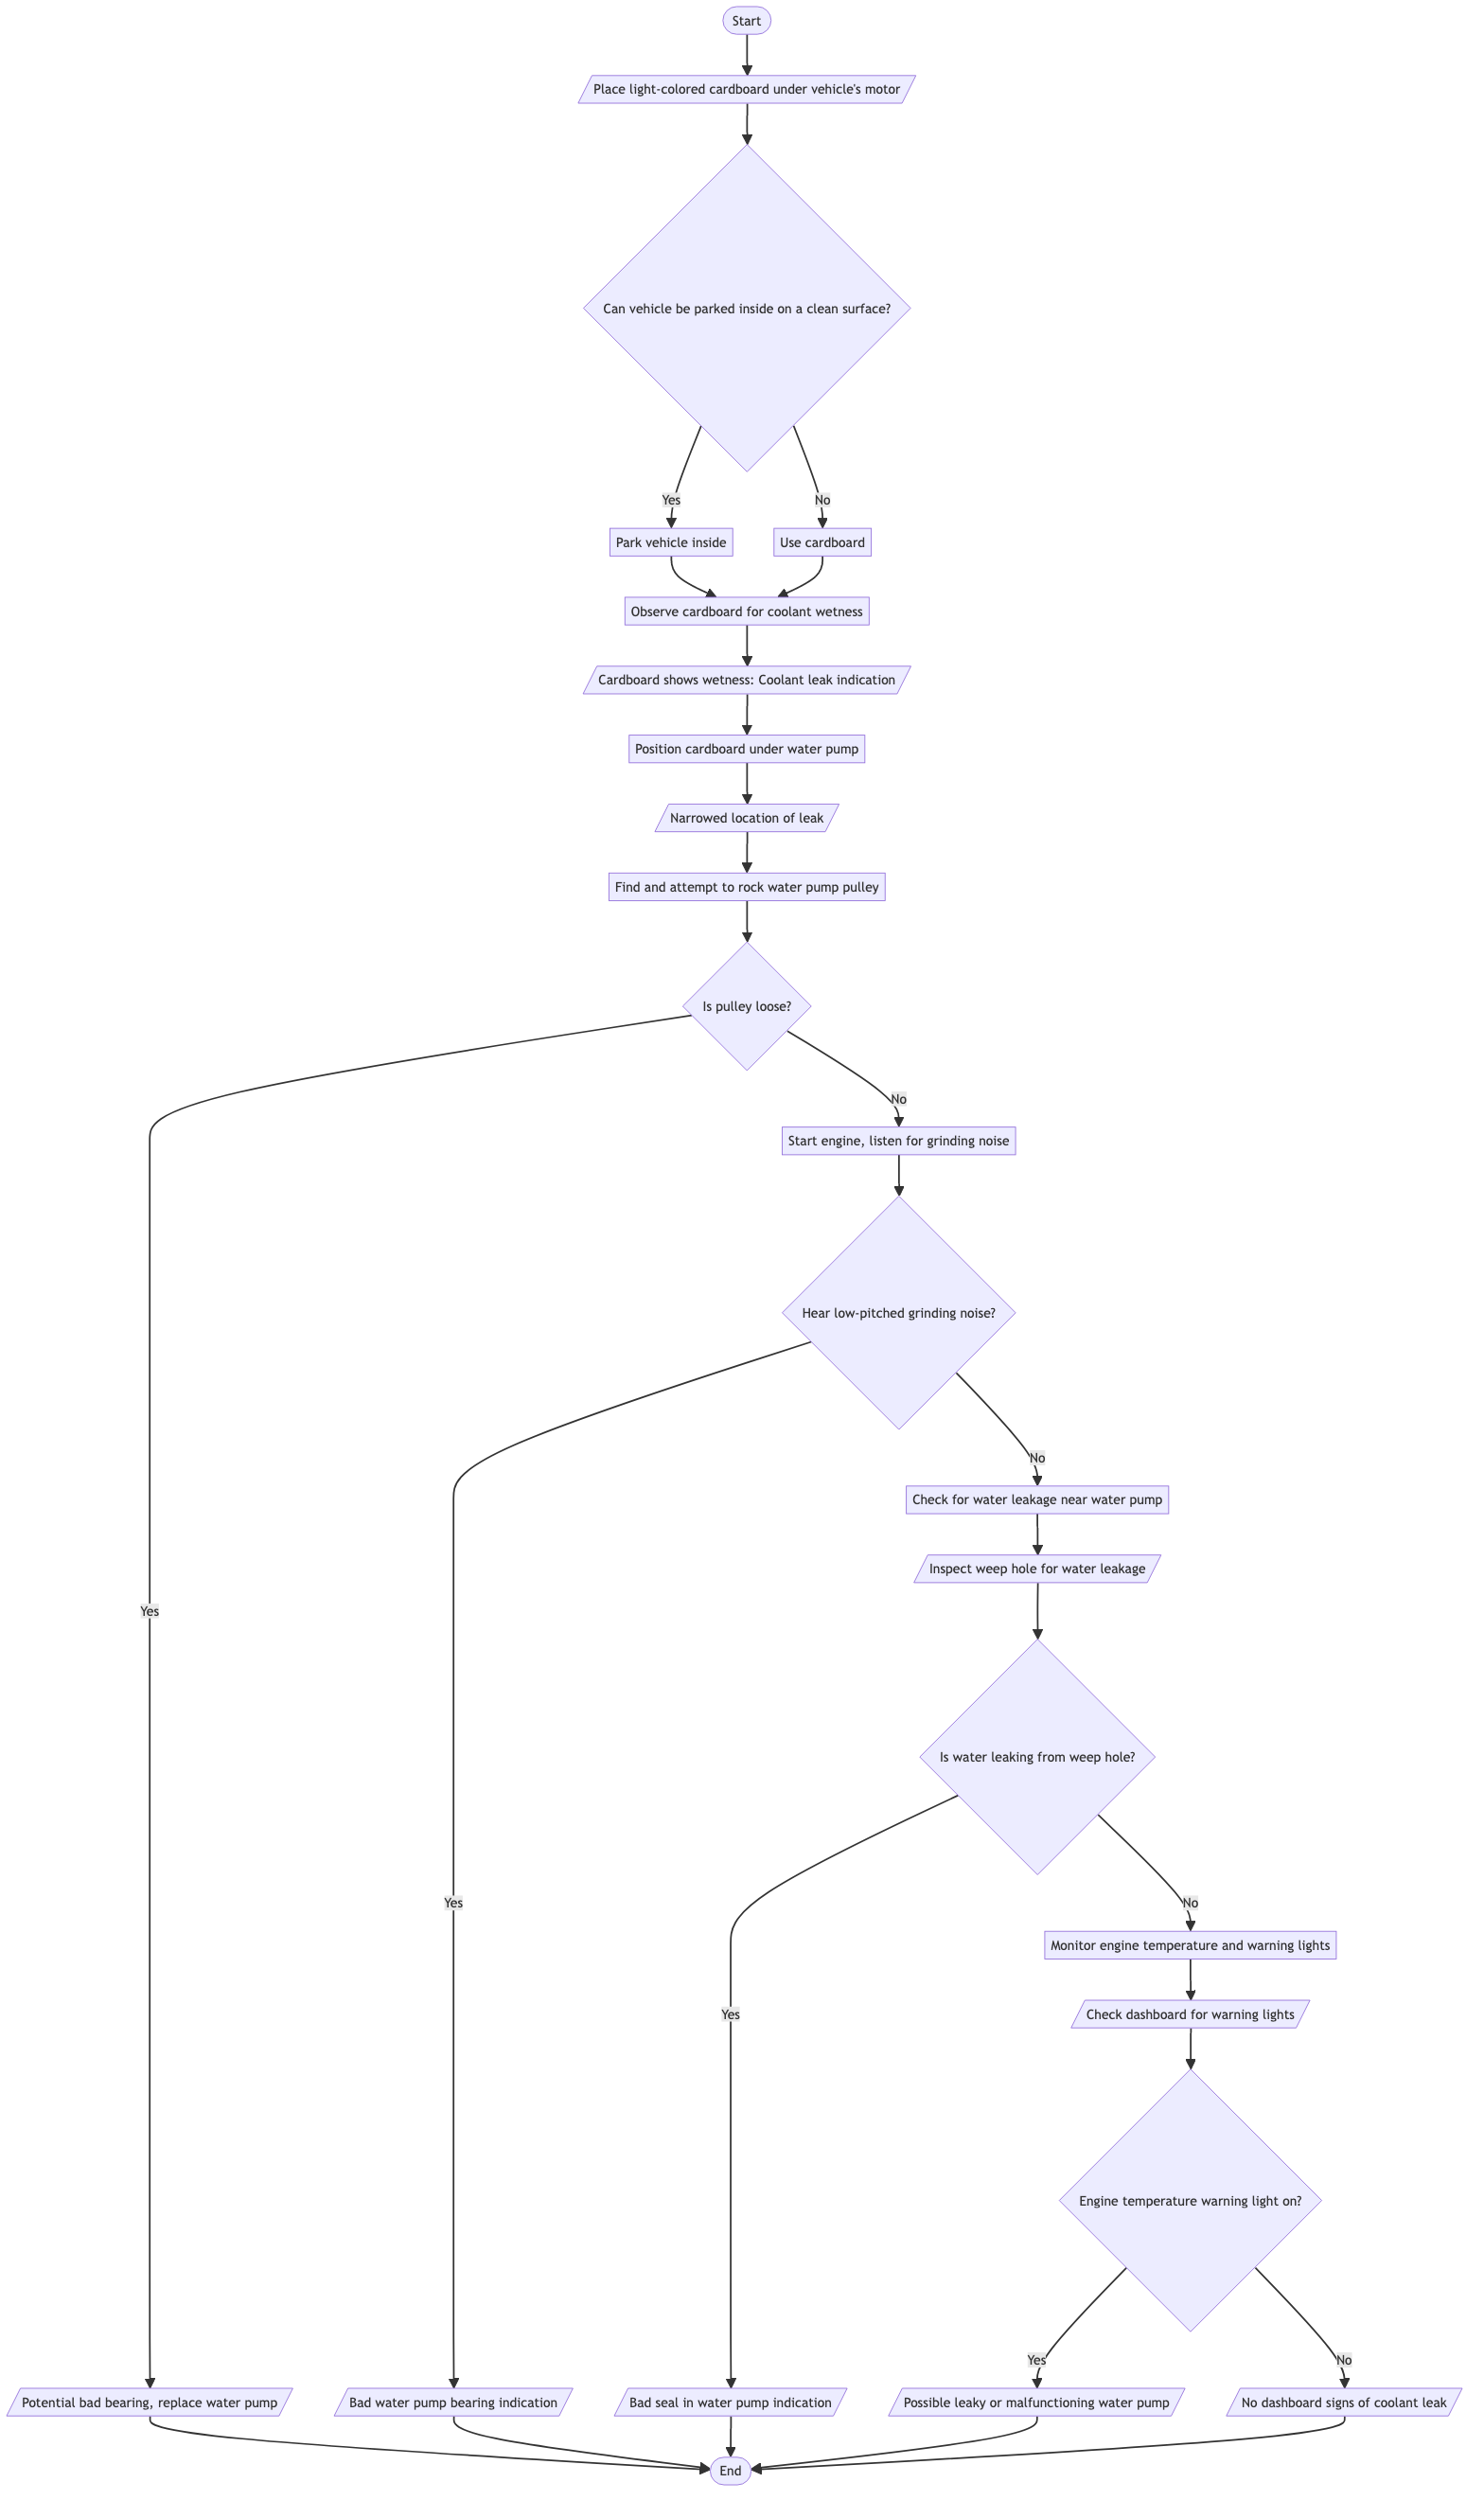 Start
Place light-colored cardboard under vehicle's motor
Can vehicle be parked inside on a clean surface?
Yes
No
Park vehicle inside
Use cardboard
Observe cardboard for coolant wetness
Cardboard shows wetness: Coolant leak indication
Position cardboard under water pump
Narrowed location of leak
Find and attempt to rock water pump pulley
Is pulley loose?
No
Start engine, listen for grinding noise
Hear low-pitched grinding noise?
No
Check for water leakage near water pump
Inspect weep hole for water leakage
Yes
Is water leaking from weep hole?
Yes
No
Monitor engine temperature and warning lights
Yes
Check dashboard for warning lights
Engine temperature warning light on?
Yes
No
Potential bad bearing, replace water pump
Bad water pump bearing indication
Bad seal in water pump indication
Possible leaky or malfunctioning water pump
No dashboard signs of coolant leak
End